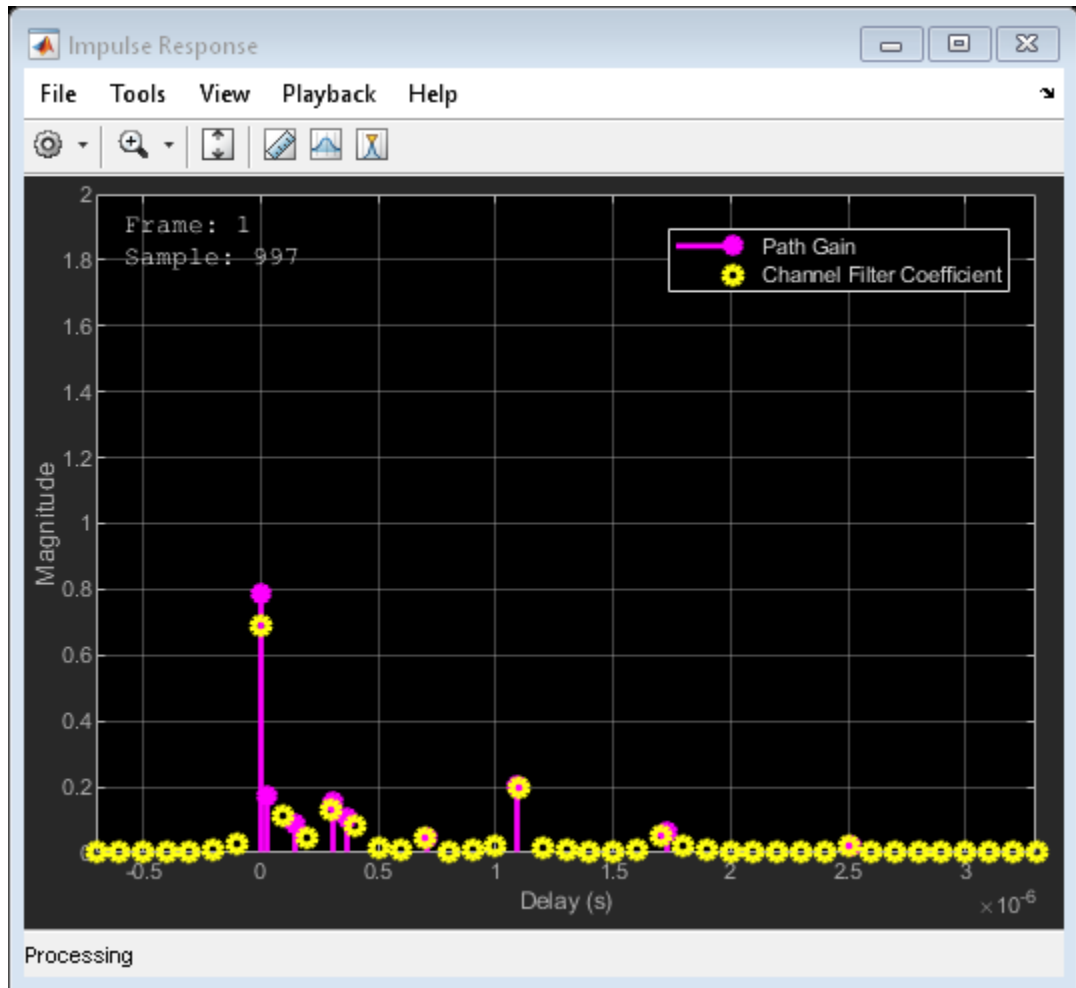 Impulse Response
File Tools View Playback Help
Frame: 1
Sample: 997
Path Gain
Channel Filter Coefficient
2
1.8
1.6
1.4
1.2
1
0.8
0.6
0.4
0.2
0
Magnitude
-0.5 0 0.5 1 1.5 2 2.5 3
Delay (s)
×10⁻⁶
Processing